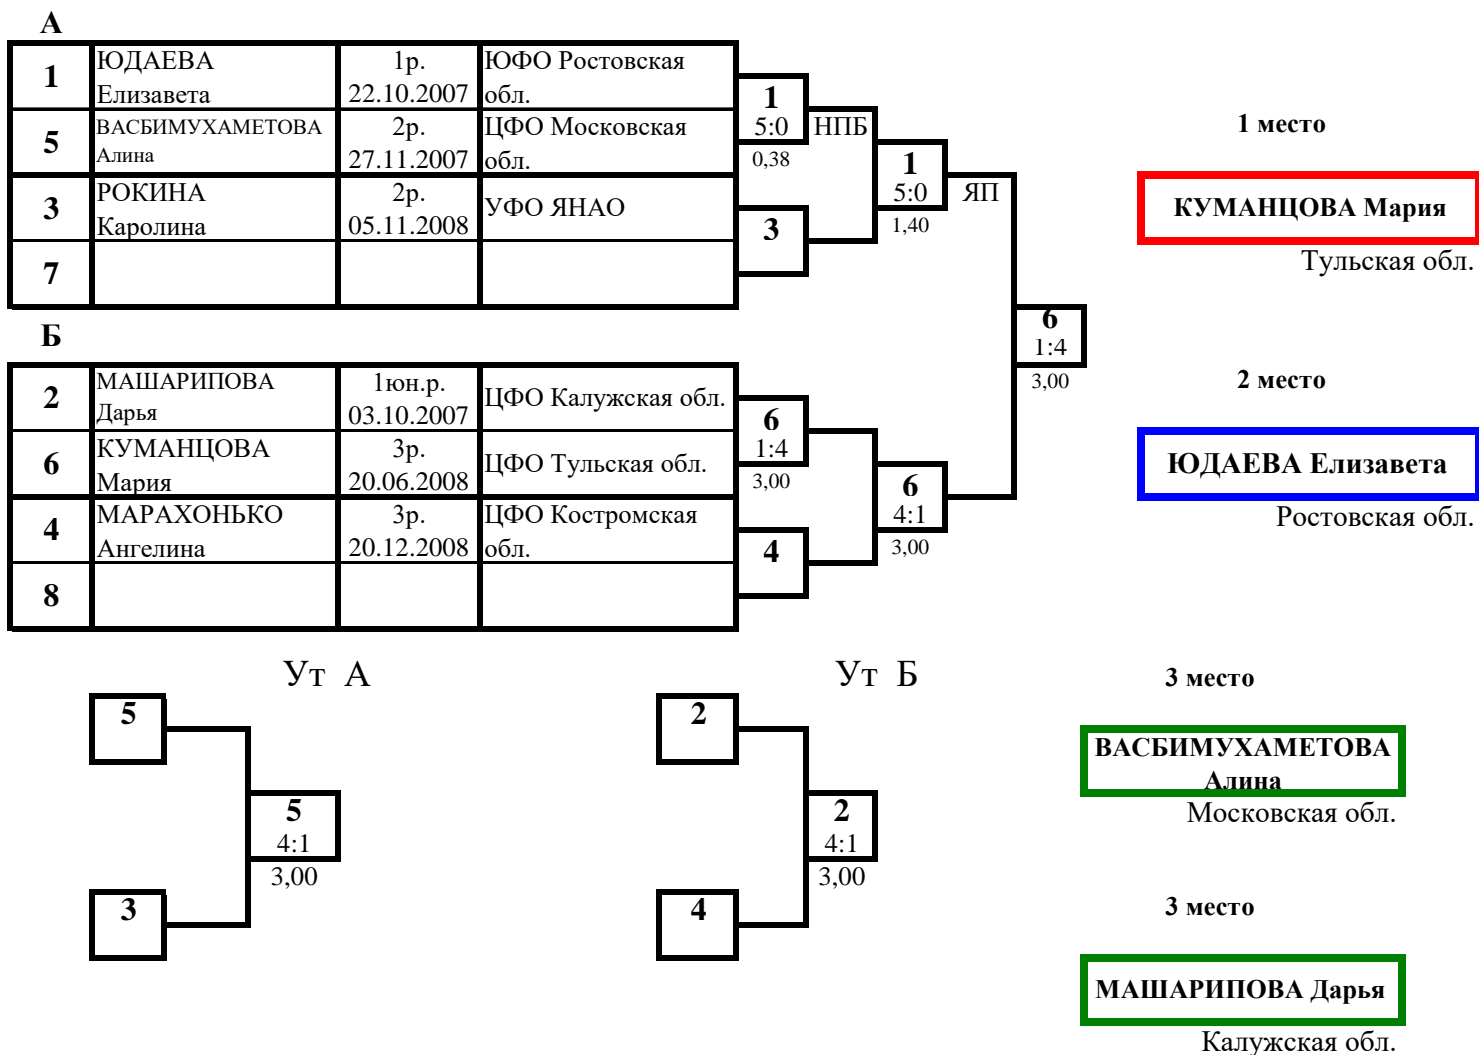 А
1
ЮДАЕВА
Елизавета
1р.
22.10.2007
ЮФО Ростовская
обл.
5
ВАСБИМУХАМЕТОВА
Алина
2р.
27.11.2007
ЦФО Московская
обл.
3
РОКИНА
Каролина
2р.
05.11.2008
УФО ЯНАО
7
1
5:0
0,38
НПБ
3
1
5:0
1,40
ЯП
Б
2
МАШАРИПОВА
Дарья
1юн.р.
03.10.2007
ЦФО Калужская обл.
6
КУМАНЦОВА
Мария
3р.
20.06.2008
ЦФО Тульская обл.
4
МАРАХОНЬКО
Ангелина
3р.
20.12.2008
ЦФО Костромская
обл.
8
6
1:4
3,00
4
6
4:1
3,00
6
1:4
3,00
1 место
КУМАНЦОВА Мария
Тульская обл.
2 место
ЮДАЕВА Елизавета
Ростовская обл.
Ут А
5
3
5
4:1
3,00
Ут Б
2
4
2
4:1
3,00
3 место
ВАСБИМУХАМЕТОВА
Алина
Московская обл.
3 место
МАШАРИПОВА Дарья
Калужская обл.